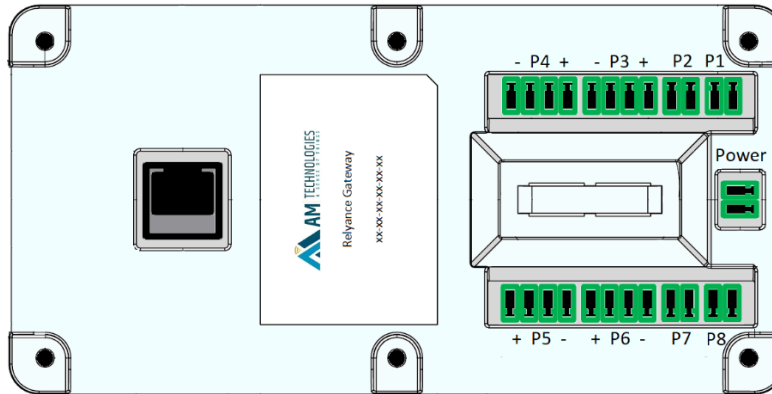 - P4 + - P3 + P2 P1
Power
AM TECHNOLOGIES
Relyance Gateway
xx-xx-xx-xx-xx-xx
+ P5 - + P6 - P7 P8